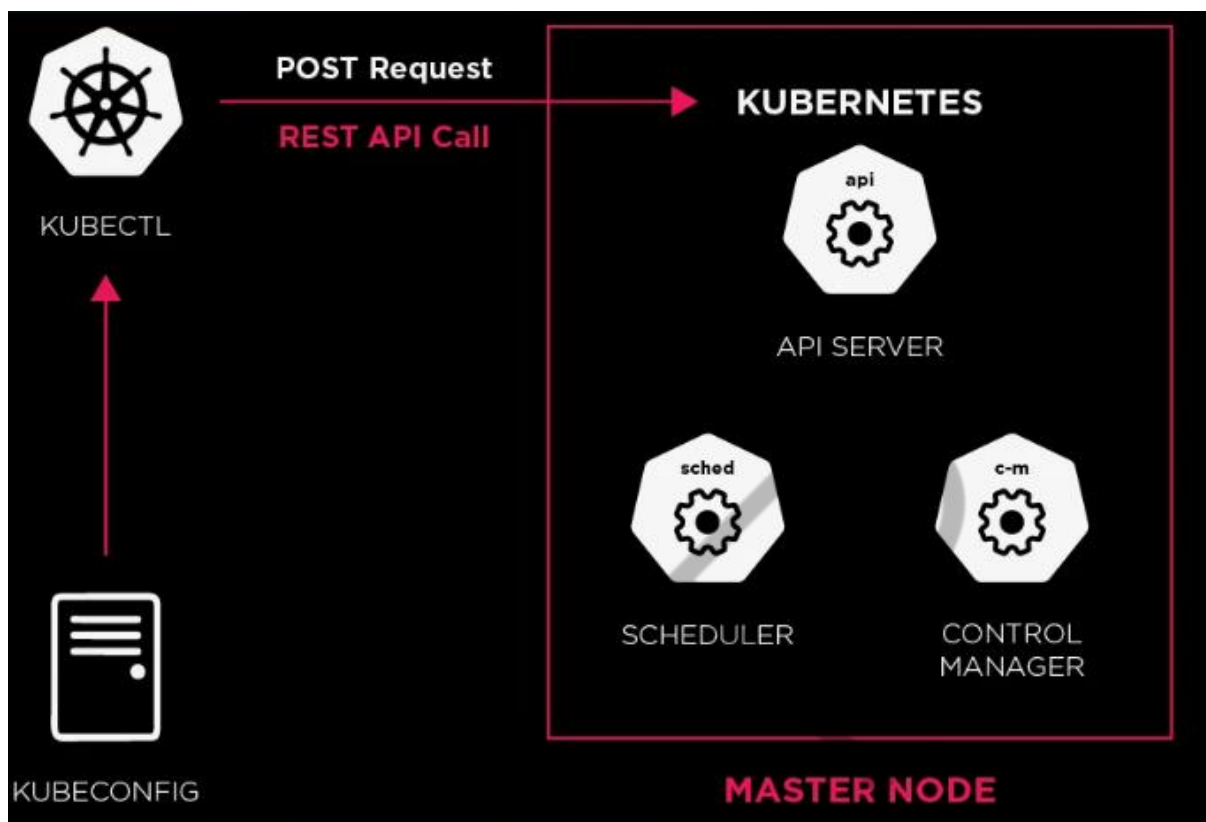 POST Request
REST API Call
KUBECTL
KUBECONFIG
KUBERNETES
api
API SERVER
sched
SCHEDULER
c-m
CONTROL
MANAGER
MASTER NODE